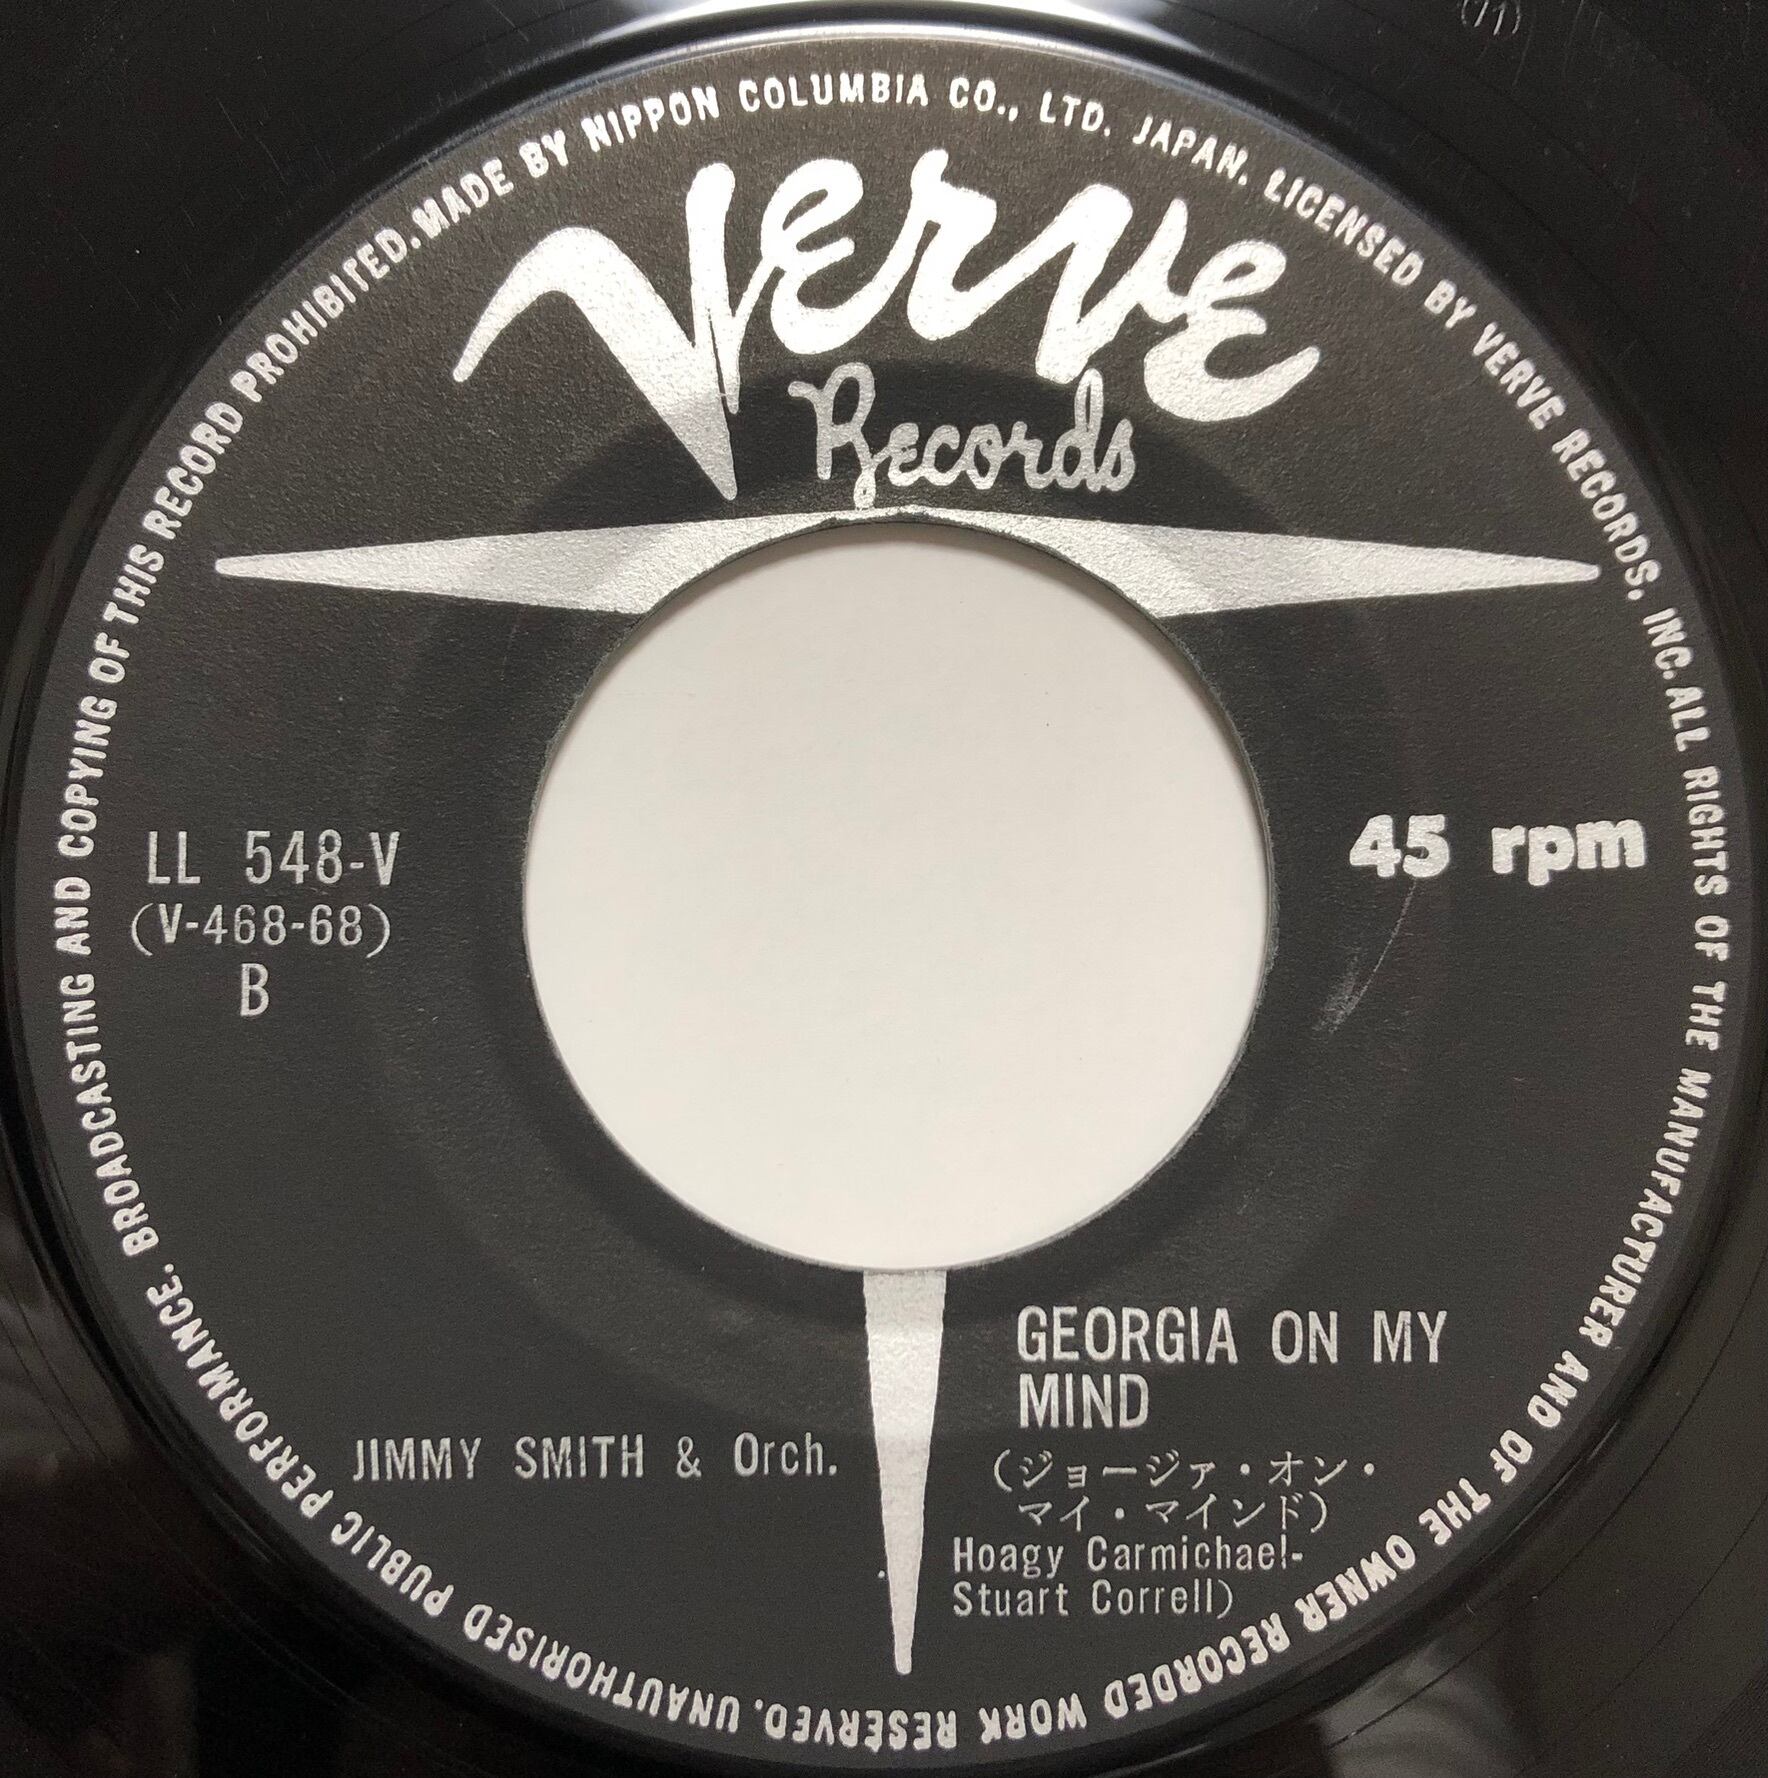 MADE BY NIPPON COLUMBIA CO., LTD. JAPAN. LICENSED BY VERVE RECORDS, INC. ALL RIGHTS OF THE MANUFACTURER AND OF THE OWNER RECORDED WORK RESERVED. UNAUTHORISED PUBLIC PERFORMANCE. BROADCASTING AND COPYING OF THIS RECORD PROHIBITED.
(71)
Verve
Records
LL 548-V
(V-468-68)
B
45 rpm
JIMMY SMITH & Orch.
GEORGIA ON MY
MIND
(ジョージァ・オン・
マイ・マインド)
Hoagy Carmichael-
Stuart Correll)